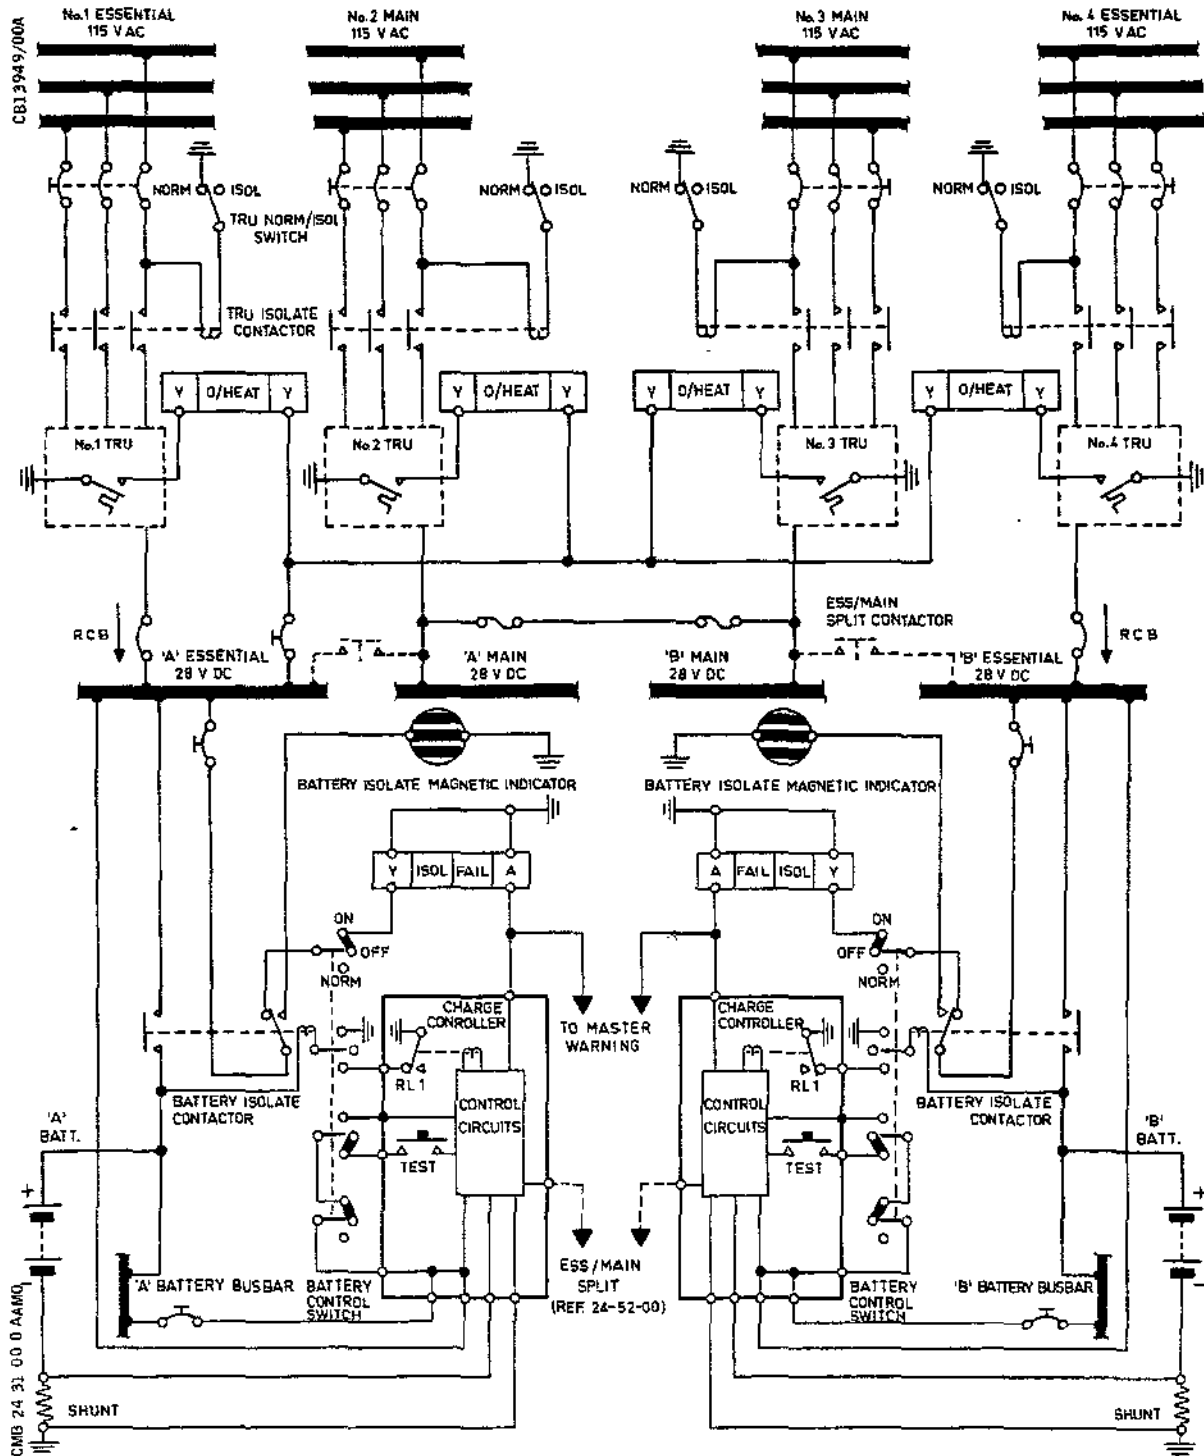 CB13949/00A
No.1 ESSENTIAL
115 V AC
No.2 MAIN
115 V AC
No.3 MAIN
115 V AC
No.4 ESSENTIAL
115 V AC
NORM
ISOL
NORM
ISOL
NORM
ISOL
NORM
ISOL
TRU NORM/ISOL
SWITCH
TRU ISOLATE
CONTACTOR
Y O/HEAT Y
Y O/HEAT Y
Y O/HEAT Y
Y O/HEAT Y
No.1 TRU
No.2 TRU
No.3 TRU
No.4 TRU
ESS/MAIN
SPLIT CONTACTOR
RCB
RCB
'A' ESSENTIAL
28 V DC
'A' MAIN
28 V DC
'B' MAIN
28 V DC
'B' ESSENTIAL
28 V DC
BATTERY ISOLATE MAGNETIC INDICATOR
BATTERY ISOLATE MAGNETIC INDICATOR
Y ISOL FAIL A
A FAIL ISOL Y
ON
OFF
NORM
ON
OFF
NORM
CHARGE
CONROLLER
TO MASTER
WARNING
CHARGE
CONTROLLER
RL1
RL1
BATTERY ISOLATE
CONTACTOR
CONTROL
CIRCUITS
CONTROL
CIRCUITS
BATTERY ISOLATE
CONTACTOR
'A'
BATT.
'B'
BATT.
TEST
TEST
+
+
-
ESS/MAIN
SPLIT
(REF. 24-52-00)
'A' BATTERY BUSBAR
BATTERY
CONTROL
SWITCH
BATTERY
CONTROL
SWITCH
'B' BATTERY BUSBAR
SHUNT
SHUNT
CMB 24 31 00 0 AAM0